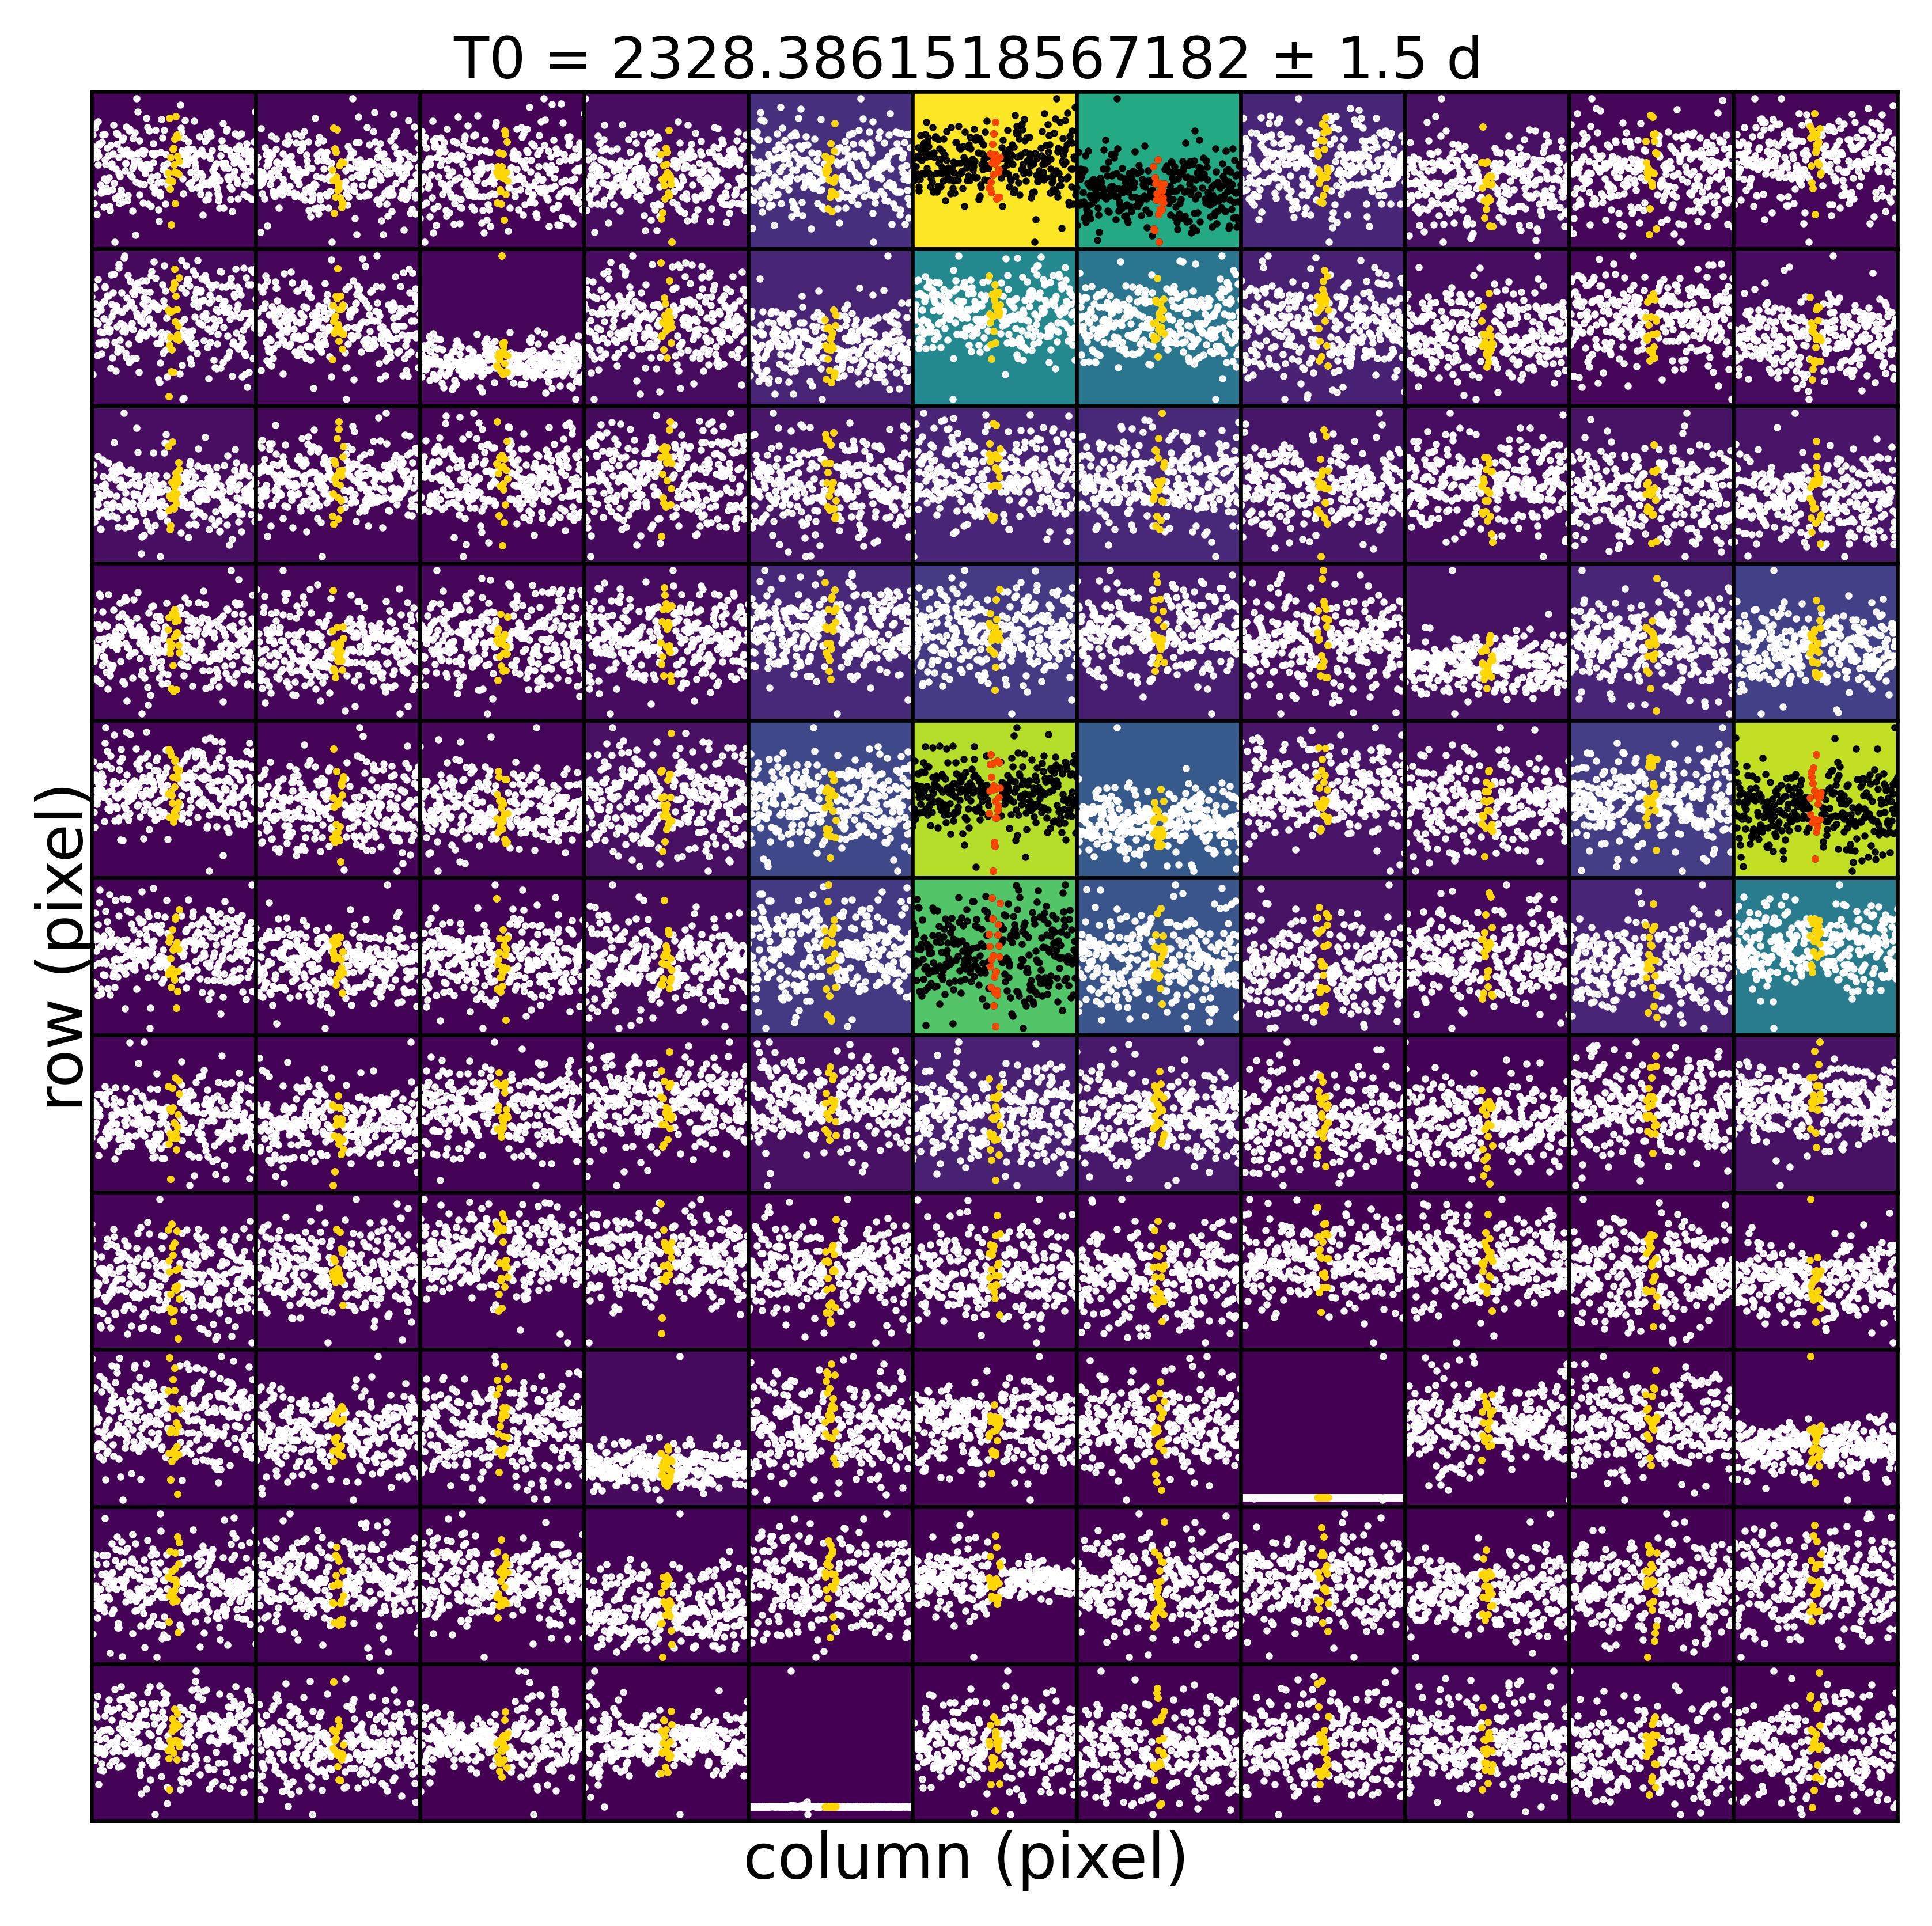 T0 = 2328.3861518567182 ± 1.5 d
row (pixel)
column (pixel)